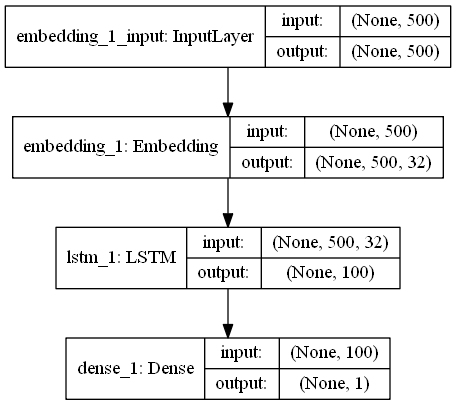 embedding_1_input: InputLayer
input: (None, 500)
output: (None, 500)
embedding_1: Embedding
input: (None, 500)
output: (None, 500, 32)
lstm_1: LSTM
input: (None, 500, 32)
output: (None, 100)
dense_1: Dense
input: (None, 100)
output: (None, 1)